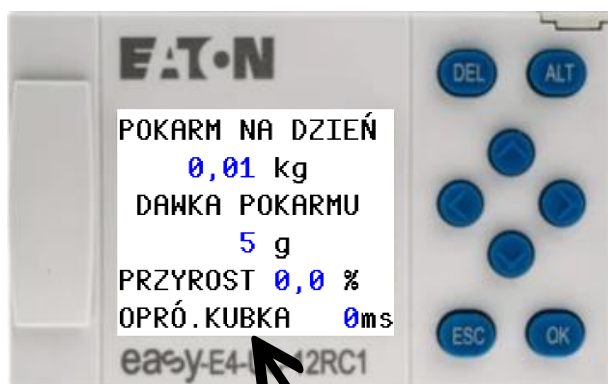 EATON
DEL
ALT
POKARM NA DZIEŃ
0,01 kg
DAWKA POKARMU
5 g
PRZYROST 0,0 %
OPRÓ.KUBKA 0ms
ESC
OK
easy-E4-U 12RC1